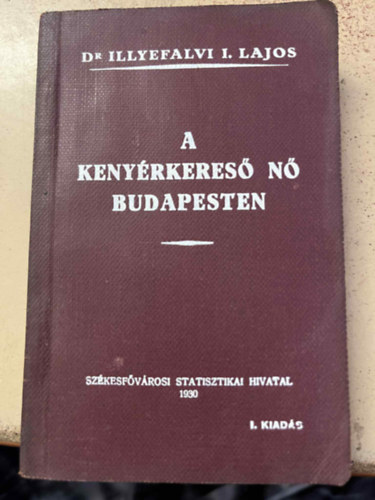 DR ILLYEFALVI I. LAJOS
A
KENYÉRKERESŐ NŐ
BUDAPESTEN
SZÉKESFŐVÁROSI STATISZTIKAI HIVATAL
1930
I. KIADÁS